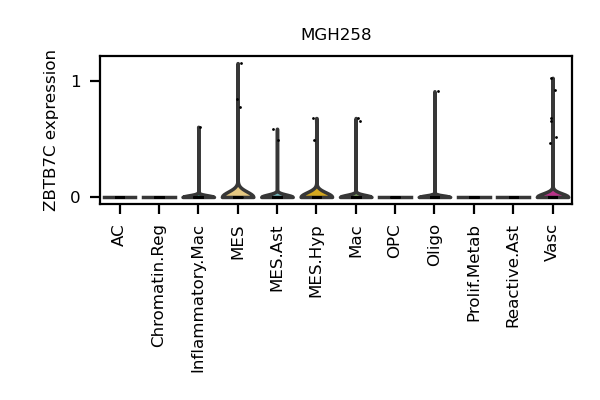 MGH258
ZBTB7C expression
1
0
AC
Chromatin.Reg
Inflammatory.Mac
MES
MES.Ast
MES.Hyp
Mac
OPC
Oligo
Prolif.Metab
Reactive.Ast
Vasc